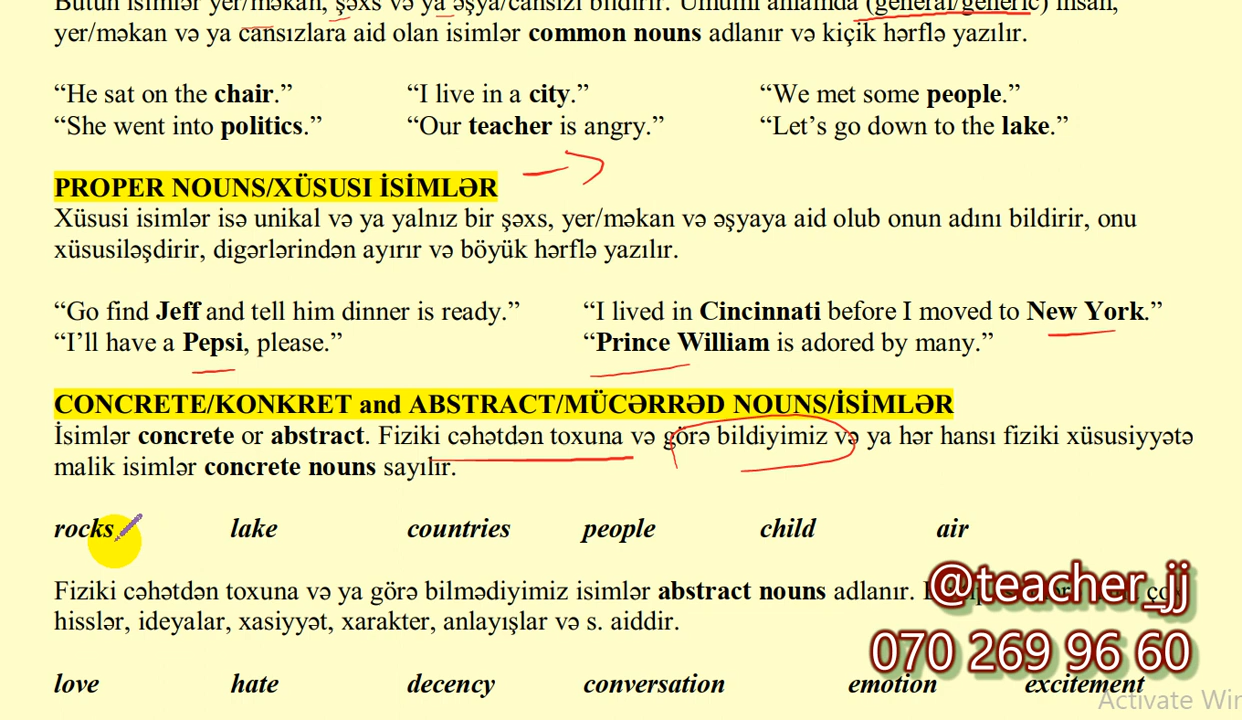 Bütün isimlər yer/məkan, şəxs və ya əşya/cansızı bildirir. Ümumi anlamda (general/generic) insan,
yer/məkan və ya cansızlara aid olan isimlər common nouns adlanır və kiçik hərflə yazılır.
“He sat on the chair.” “I live in a city.” “We met some people.”
“She went into politics.” “Our teacher is angry.” “Let’s go down to the lake.”
PROPER NOUNS/XÜSUSI İSİMLƏR
Xüsusi isimlər isə unikal və ya yalnız bir şəxs, yer/məkan və əşyaya aid olub onun adını bildirir, onu
xüsusiləşdirir, digərlərindən ayırır və böyük hərflə yazılır.
“Go find Jeff and tell him dinner is ready.” “I lived in Cincinnati before I moved to New York.”
“I’ll have a Pepsi, please.” “Prince William is adored by many.”
CONCRETE/KONKRET and ABSTRACT/MÜCƏRRƏD NOUNS/İSİMLƏR
İsimlər concrete or abstract. Fiziki cəhətdən toxuna və görə bildiyimiz və ya hər hansı fiziki xüsusiyyətə
malik isimlər concrete nouns sayılır.
rocks lake countries people child air
Fiziki cəhətdən toxuna və ya görə bilmədiyimiz isimlər abstract nouns adlanır.
@teacher_jj
hisslər, ideyalar, xasiyyət, xarakter, anlayışlar və s. aiddir.
070 269 96 60
love hate decency conversation emotion excitement
Activate Win